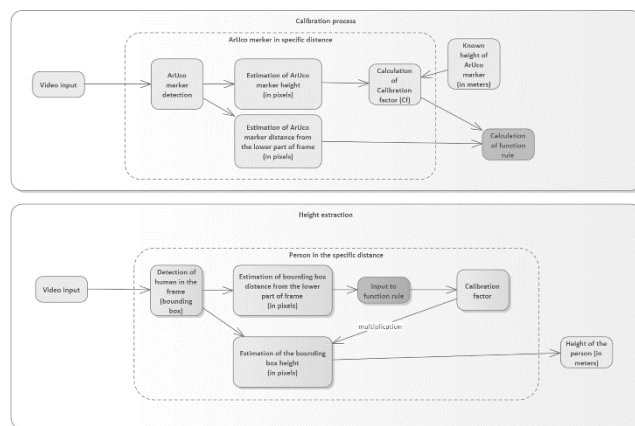 Calibration process
ArUco marker in specific distance
Video input
ArUco
marker
detection
Estimation of ArUco
marker height
(in pixels)
Calculation
of
Calibration
factor (Cf)
Known
height of
ArUco
marker
(in meters)
Estimation of ArUco
marker distance from
the lower part of frame
(in pixels)
Calculation
of function
rule
Height extraction
Person in the specific distance
Video input
Detection of
human in the
frame
(bounding
box)
Estimation of bounding box
distance from the lower
part of frame
(in pixels)
Input to
function rule
Calibration
factor
multiplication
Estimation of the bounding
box height
(in pixels)
Height of the
person (in
meters)